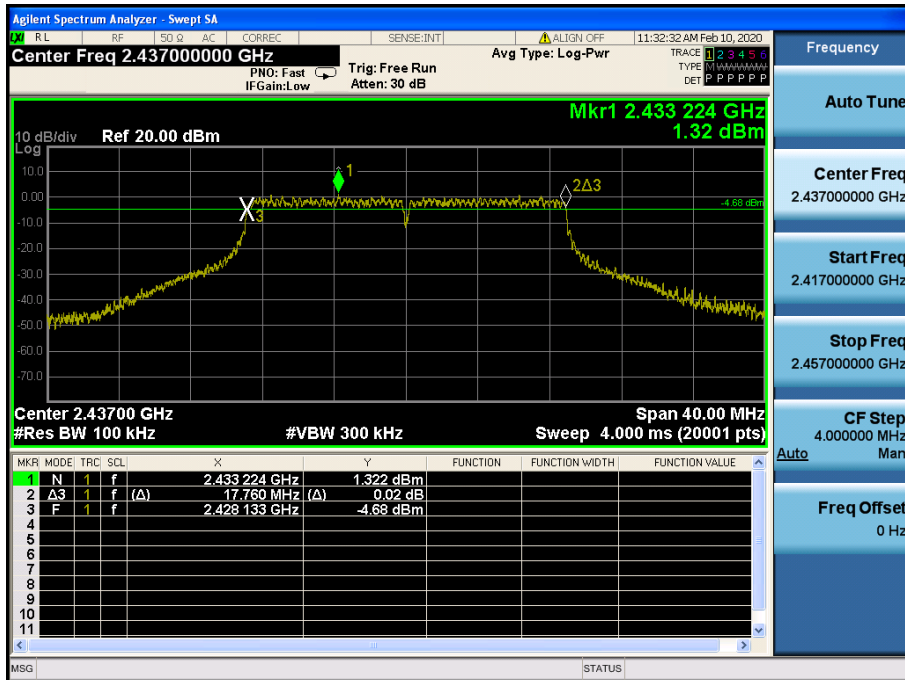 Agilent Spectrum Analyzer - Swept SA
LXI RL RF 50 Ω AC CORREC SENSE:INT ALIGN OFF 11:32:32 AM Feb 10, 2020
Center Freq 2.437000000 GHz
PNO: Fast
IFGain:Low
Trig: Free Run
Atten: 30 dB
Avg Type: Log-Pwr
TRACE 1 2 3 4 5 6
TYPE M WWWWW
DET P P P P P P
Mkr1 2.433 224 GHz
1.32 dBm
10 dB/div Ref 20.00 dBm
Log
10.0
0.00
-10.0
-20.0
-30.0
-40.0
-50.0
-60.0
-70.0
1
2Δ3
3
-4.68 dBm
Center 2.43700 GHz Span 40.00 MHz
#Res BW 100 kHz #VBW 300 kHz Sweep 4.000 ms (20001 pts)
MKR MODE TRC SCL X Y FUNCTION FUNCTION WIDTH FUNCTION VALUE
1 N 1 f 2.433 224 GHz 1.322 dBm
2 Δ3 1 f (Δ) 17.760 MHz (Δ) 0.02 dB
3 F 1 f 2.428 133 GHz -4.68 dBm
4
5
6
7
8
9
10
11
MSG STATUS
Frequency
Auto Tune
Center Freq
2.437000000 GHz
Start Freq
2.417000000 GHz
Stop Freq
2.457000000 GHz
CF Step
4.000000 MHz
Auto Man
Freq Offset
0 Hz